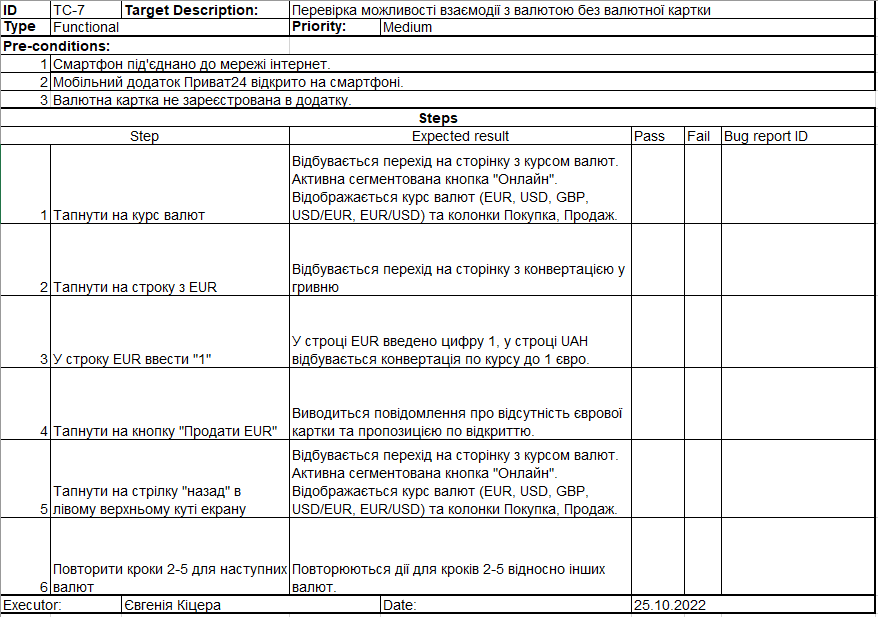 ID TC-7 Target Description: Перевірка можливості взаємодії з валютою без валютної картки
Type Functional Priority: Medium
Pre-conditions:
1 Смартфон під'єднано до мережі інтернет.
2 Мобільний додаток Приват24 відкрито на смартфоні.
3 Валютна картка не зареєстрована в додатку.
Steps
Step Expected result Pass Fail Bug report ID
1 Тапнути на курс валют
Відбувається перехід на сторінку з курсом валют.
Активна сегментована кнопка "Онлайн".
Відображається курс валют (EUR, USD, GBP,
USD/EUR, EUR/USD) та колонки Покупка, Продаж.
2 Тапнути на строку з EUR
Відбувається перехід на сторінку з конвертацією у
гривню
3 У строку EUR ввести "1"
У строці EUR введено цифру 1, у строці UAH
відбувається конвертація по курсу до 1 євро.
4 Тапнути на кнопку "Продати EUR"
Виводиться повідомлення про відсутність єврової
картки та пропозицією по відкриттю.
5 Тапнути на стрілку "назад" в
лівому верхньому куті екрану
Відбувається перехід на сторінку з курсом валют.
Активна сегментована кнопка "Онлайн".
Відображається курс валют (EUR, USD, GBP,
USD/EUR, EUR/USD) та колонки Покупка, Продаж.
6 Повторити кроки 2-5 для наступних
валют
Повторюються дії для кроків 2-5 відносно інших
валют.
Executor: Євгенія Кіцера Date: 25.10.2022